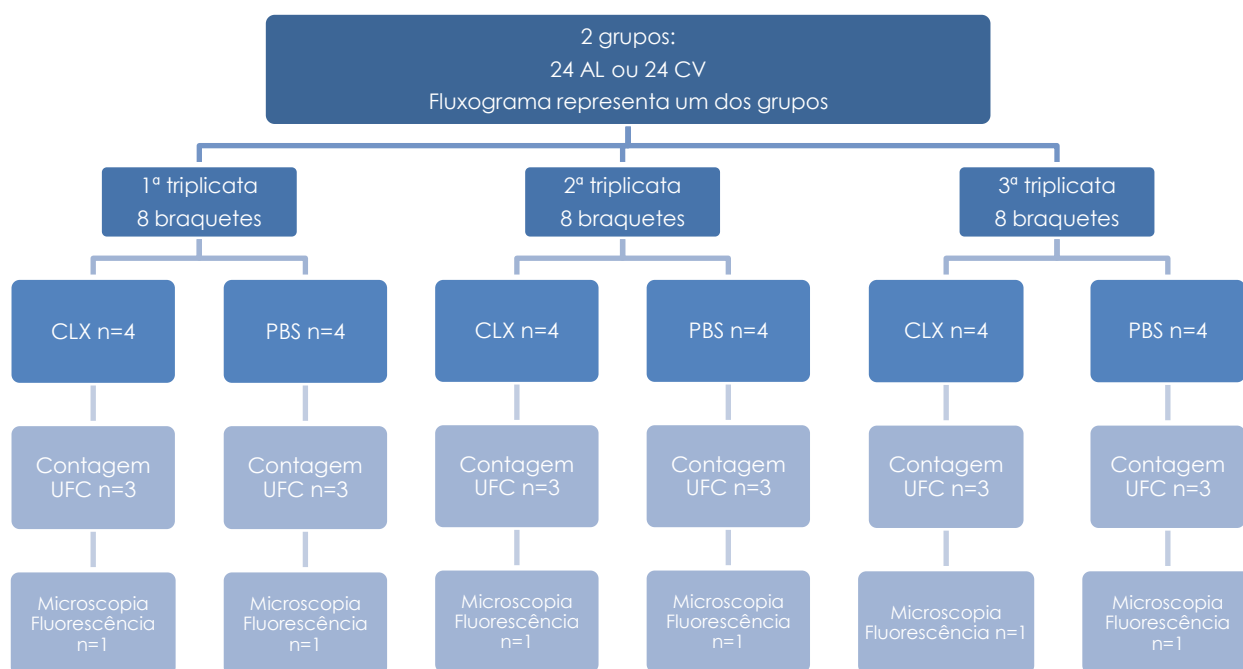 2 grupos:
24 AL ou 24 CV
Fluxograma representa um dos grupos
1ª triplicata
8 braquetes
2ª triplicata
8 braquetes
3ª triplicata
8 braquetes
CLX n=4
PBS n=4
CLX n=4
PBS n=4
CLX n=4
PBS n=4
Contagem
UFC n=3
Contagem
UFC n=3
Contagem
UFC n=3
Contagem
UFC n=3
Contagem
UFC n=3
Contagem
UFC n=3
Microscopia
Fluorescência
n=1
Microscopia
Fluorescência
n=1
Microscopia
Fluorescência
n=1
Microscopia
Fluorescência
n=1
Microscopia
Fluorescência n=1
Microscopia
Fluorescência
n=1